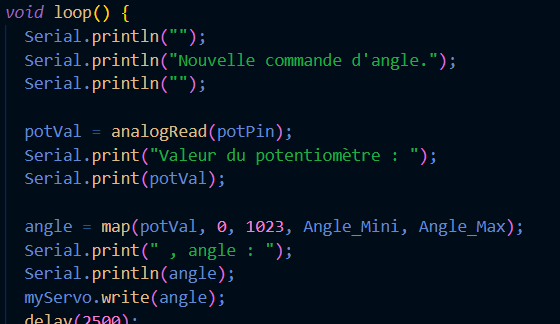 void loop() {
Serial.println("");
Serial.println("Nouvelle commande d'angle.");
Serial.println("");
potVal = analogRead(potPin);
Serial.print("Valeur du potentiomètre : ");
Serial.print(potVal);
angle = map(potVal, 0, 1023, Angle_Mini, Angle_Max);
Serial.print(" , angle : ");
Serial.println(angle);
myServo.write(angle);
delay(2500);